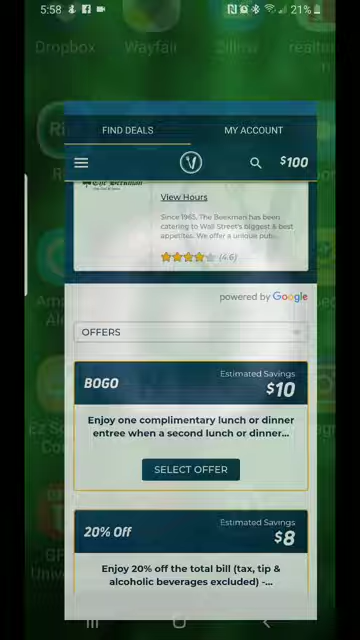 5:58
21%
Dropbox
Wayfair
Zillow
FIND DEALS
MY ACCOUNT
$100
The Beekman
View Hours
Since 1965, The Beekman has been
catering to Wall Street's biggest & best
appetites. We offer a unique pub...
(4.6)
powered by Google
OFFERS
BOGO
Estimated Savings
$10
Enjoy one complimentary lunch or dinner
entree when a second lunch or dinner...
SELECT OFFER
20% Off
Estimated Savings
$8
Enjoy 20% off the total bill (tax, tip &
alcoholic beverages excluded) -...